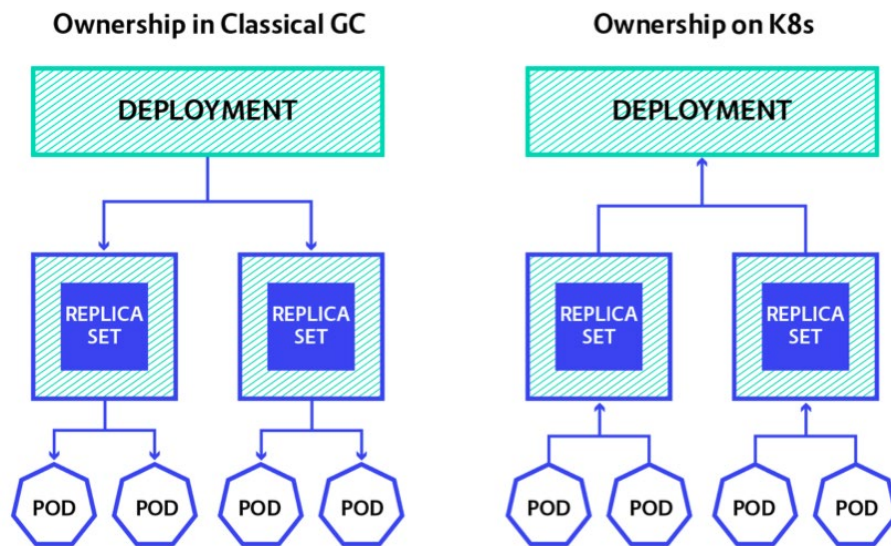 Ownership in Classical GC
Ownership on K8s
DEPLOYMENT
DEPLOYMENT
REPLICA
SET
REPLICA
SET
REPLICA
SET
REPLICA
SET
POD
POD
POD
POD
POD
POD
POD
POD